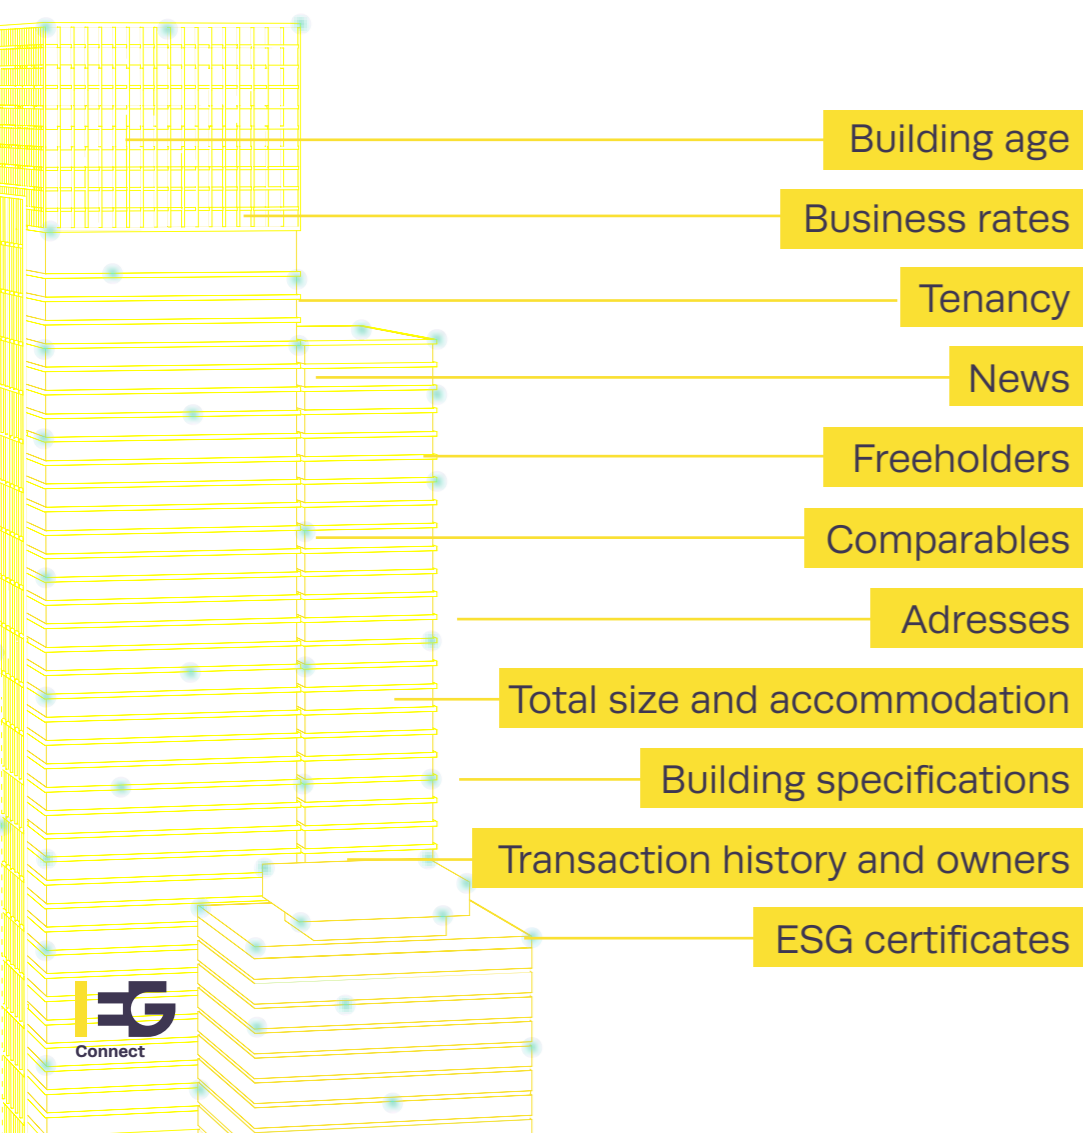 Building age
Business rates
Tenancy
News
Freeholders
Comparables
Adresses
Total size and accommodation
Building specifications
Transaction history and owners
ESG certificates
EG
Connect